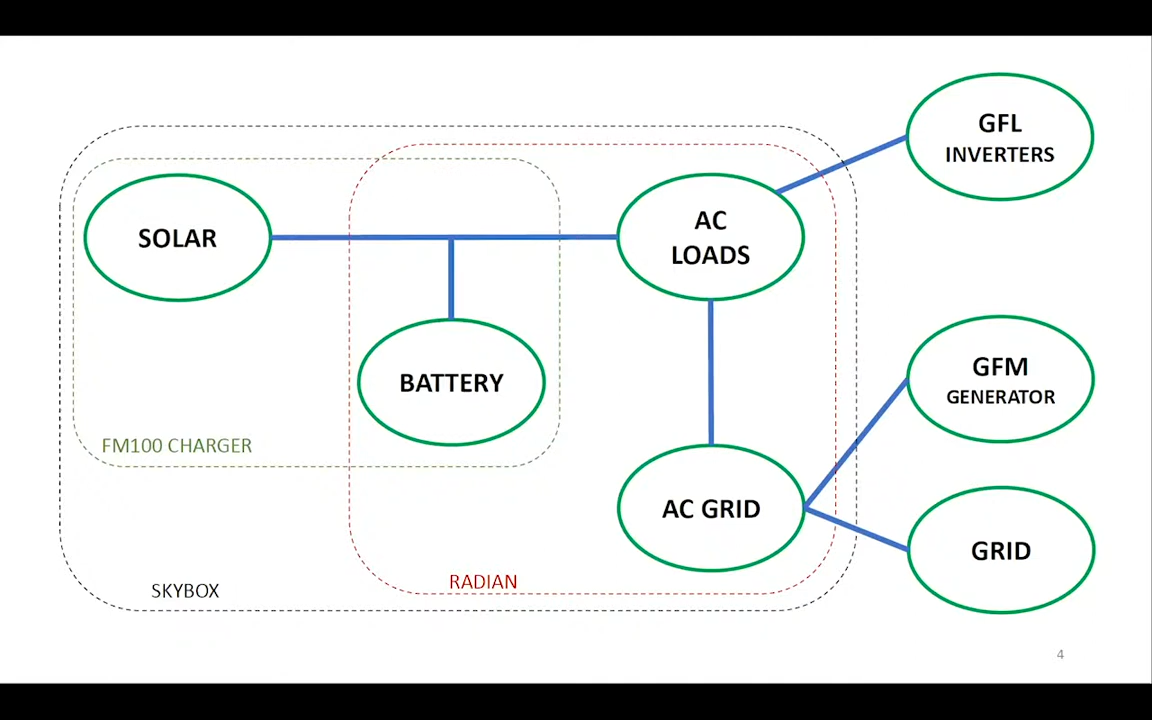 GFL
INVERTERS
SOLAR
AC
LOADS
BATTERY
GFM
GENERATOR
FM100 CHARGER
AC GRID
GRID
RADIAN
SKYBOX
4